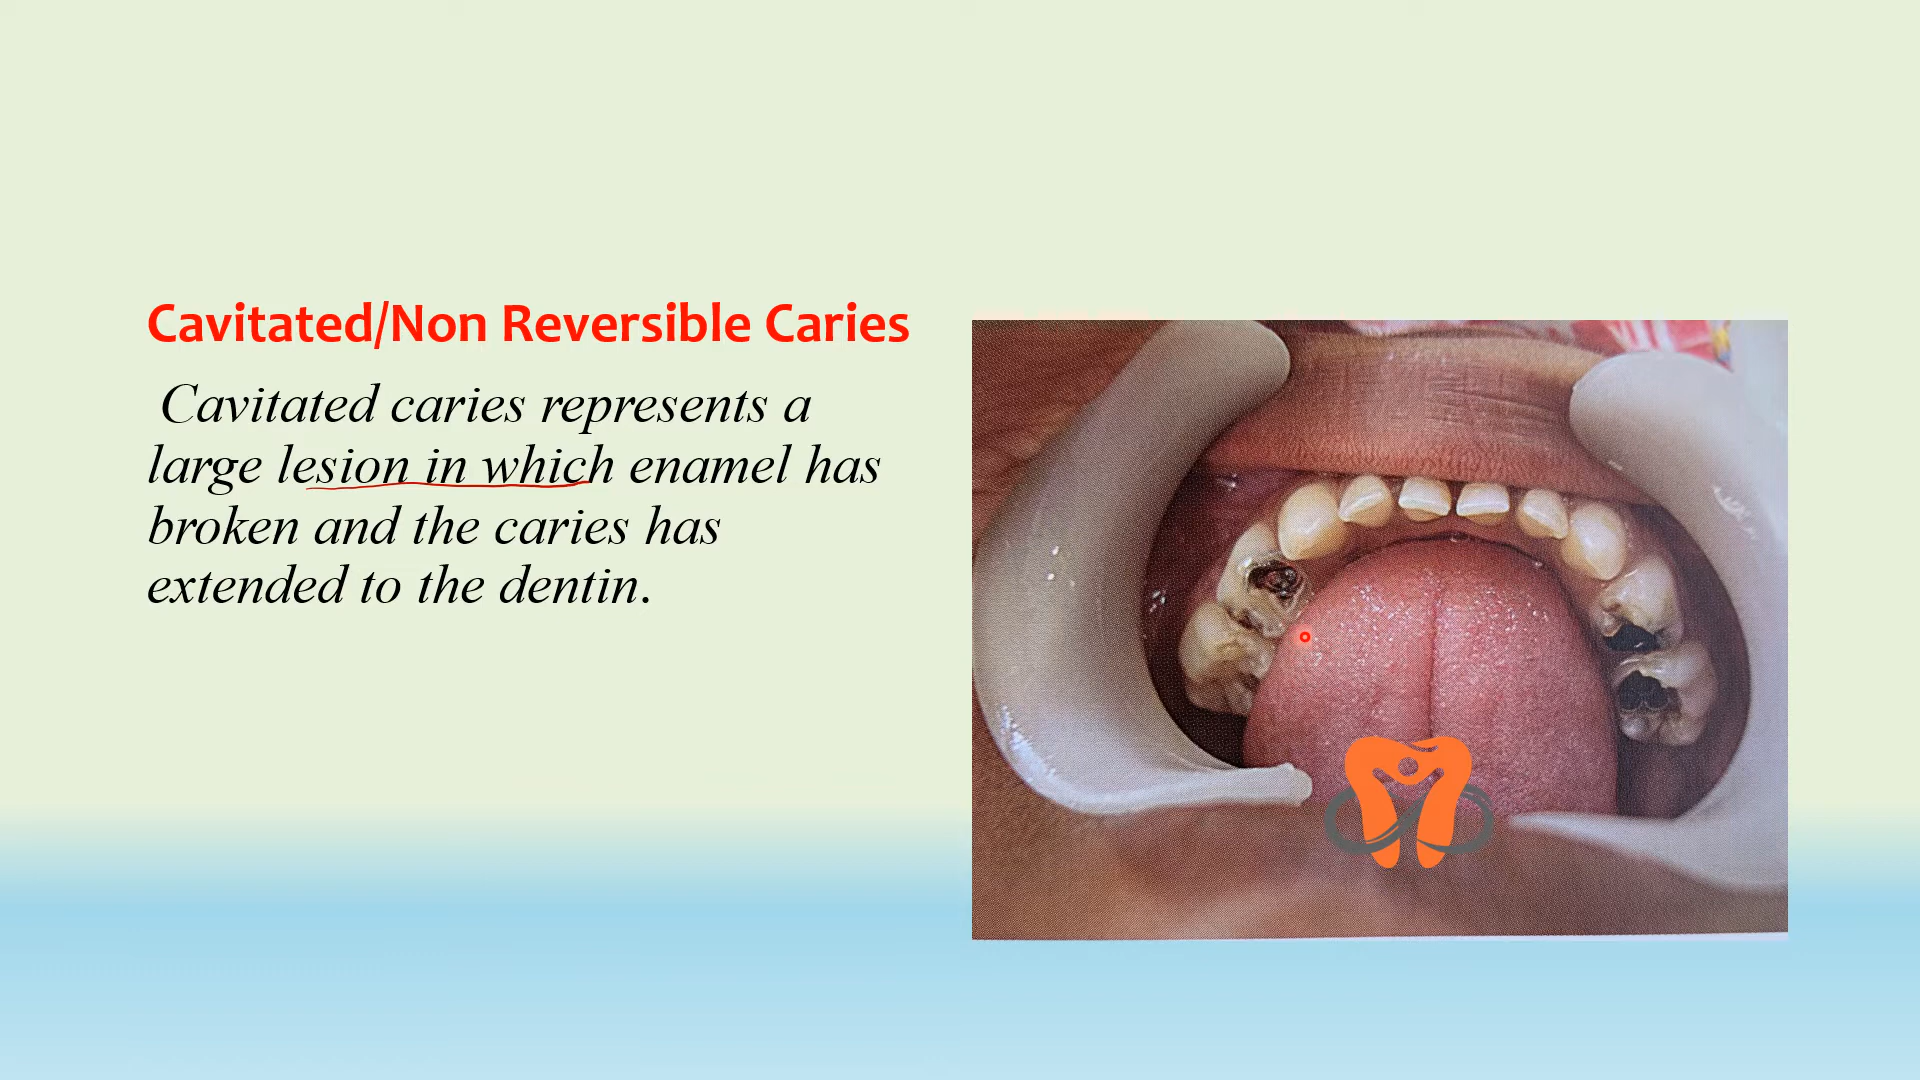 Cavitated/Non Reversible Caries
Cavitated caries represents a
large lesion in which enamel has
broken and the caries has
extended to the dentin.